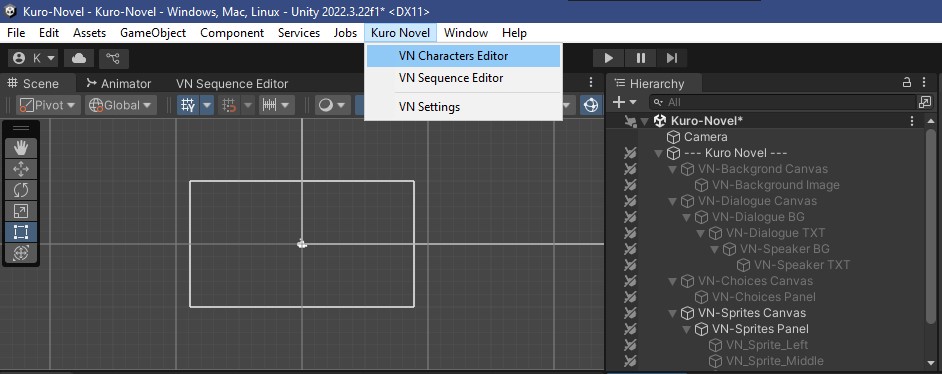 Kuro-Novel - Kuro-Novel - Windows, Mac, Linux - Unity 2022.3.22f1* <DX11>
File Edit Assets GameObject Component Services Jobs Kuro Novel Window Help
K
VN Characters Editor
VN Sequence Editor
VN Settings
Scene Animator VN Sequence Editor
Pivot Global
Hierarchy
All
Kuro-Novel*
Camera
--- Kuro Novel ---
VN-Backgrond Canvas
VN-Background Image
VN-Dialogue Canvas
VN-Dialogue BG
VN-Dialogue TXT
VN-Speaker BG
VN-Speaker TXT
VN-Choices Canvas
VN-Choices Panel
VN-Sprites Canvas
VN-Sprites Panel
VN_Sprite_Left
VN_Sprite_Middle